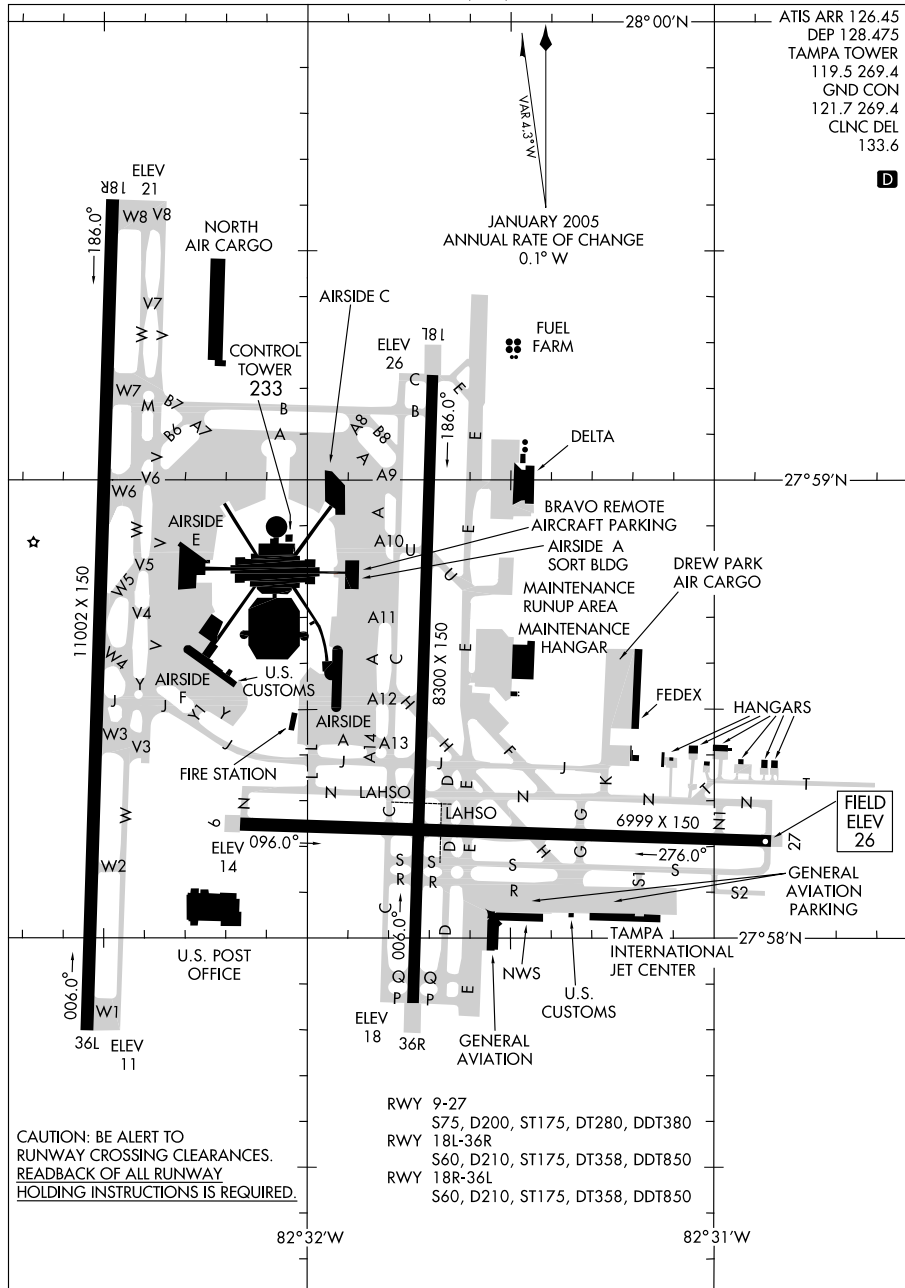 28°00'N
ATIS ARR 126.45
DEP 128.475
TAMPA TOWER
119.5 269.4
GND CON
121.7 269.4
CLNC DEL
133.6
D
VAR 4.3°W
JANUARY 2005
ANNUAL RATE OF CHANGE
0.1° W
18R
ELEV
21
W8 V8
186.0°
NORTH
AIR CARGO
V7
W V
AIRSIDE C
CONTROL
TOWER
233
ELEV
26
18L
FUEL
FARM
W7
M
B7
B6
A7
B
A
A8
B8
A
A9
C
B
E
E
186.0°
DELTA
27°59'N
V
V6
W6
W
V
AIRSIDE
E
A
A10
U
U
E
BRAVO REMOTE
AIRCRAFT PARKING
AIRSIDE A
SORT BLDG
DREW PARK
AIR CARGO
V5
W5
V4
V
W4
11002 X 150
MAINTENANCE
RUNUP AREA
MAINTENANCE
HANGAR
A11
A
C
8300 X 150
E
E
Y
J
J
F
Y1
Y
J
AIRSIDE
U.S.
CUSTOMS
AIRSIDE
A12
H
H
F
FEDEX
HANGARS
W3
V3
FIRE STATION
L
L
A
J
A14
A13
J
D
E
J
K
T
T
W
N
N
LAHSO
LAHSO
C
N
G
G
N
N1
N
6999 X 150
FIELD
ELEV
26
9
ELEV
14
096.0°
D
E
H
276.0°
27
W2
S
R
S
R
S
R
S1
S
S2
GENERAL
AVIATION
PARKING
U.S. POST
OFFICE
C
006.0°
D
E
NWS
U.S.
CUSTOMS
TAMPA
INTERNATIONAL
JET CENTER
27°58'N
006.0°
W1
Q
P
Q
P
36L
ELEV
11
ELEV
18
36R
GENERAL
AVIATION
RWY 9-27
S75, D200, ST175, DT280, DDT380
RWY 18L-36R
S60, D210, ST175, DT358, DDT850
RWY 18R-36L
S60, D210, ST175, DT358, DDT850
CAUTION: BE ALERT TO
RUNWAY CROSSING CLEARANCES.
READBACK OF ALL RUNWAY
HOLDING INSTRUCTIONS IS REQUIRED.
82°32'W
82°31'W